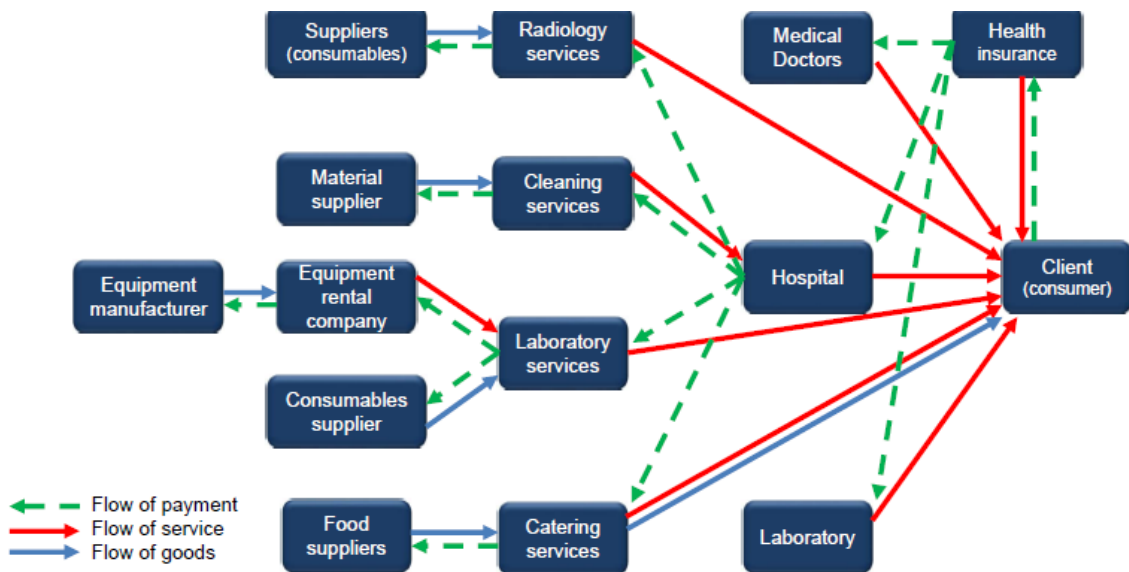 Suppliers
(consumables)
Radiology
services
Medical
Doctors
Health
insurance
Material
supplier
Cleaning
services
Equipment
manufacturer
Equipment
rental
company
Hospital
Client
(consumer)
Laboratory
services
Consumables
supplier
Flow of payment
Flow of service
Flow of goods
Food
suppliers
Catering
services
Laboratory